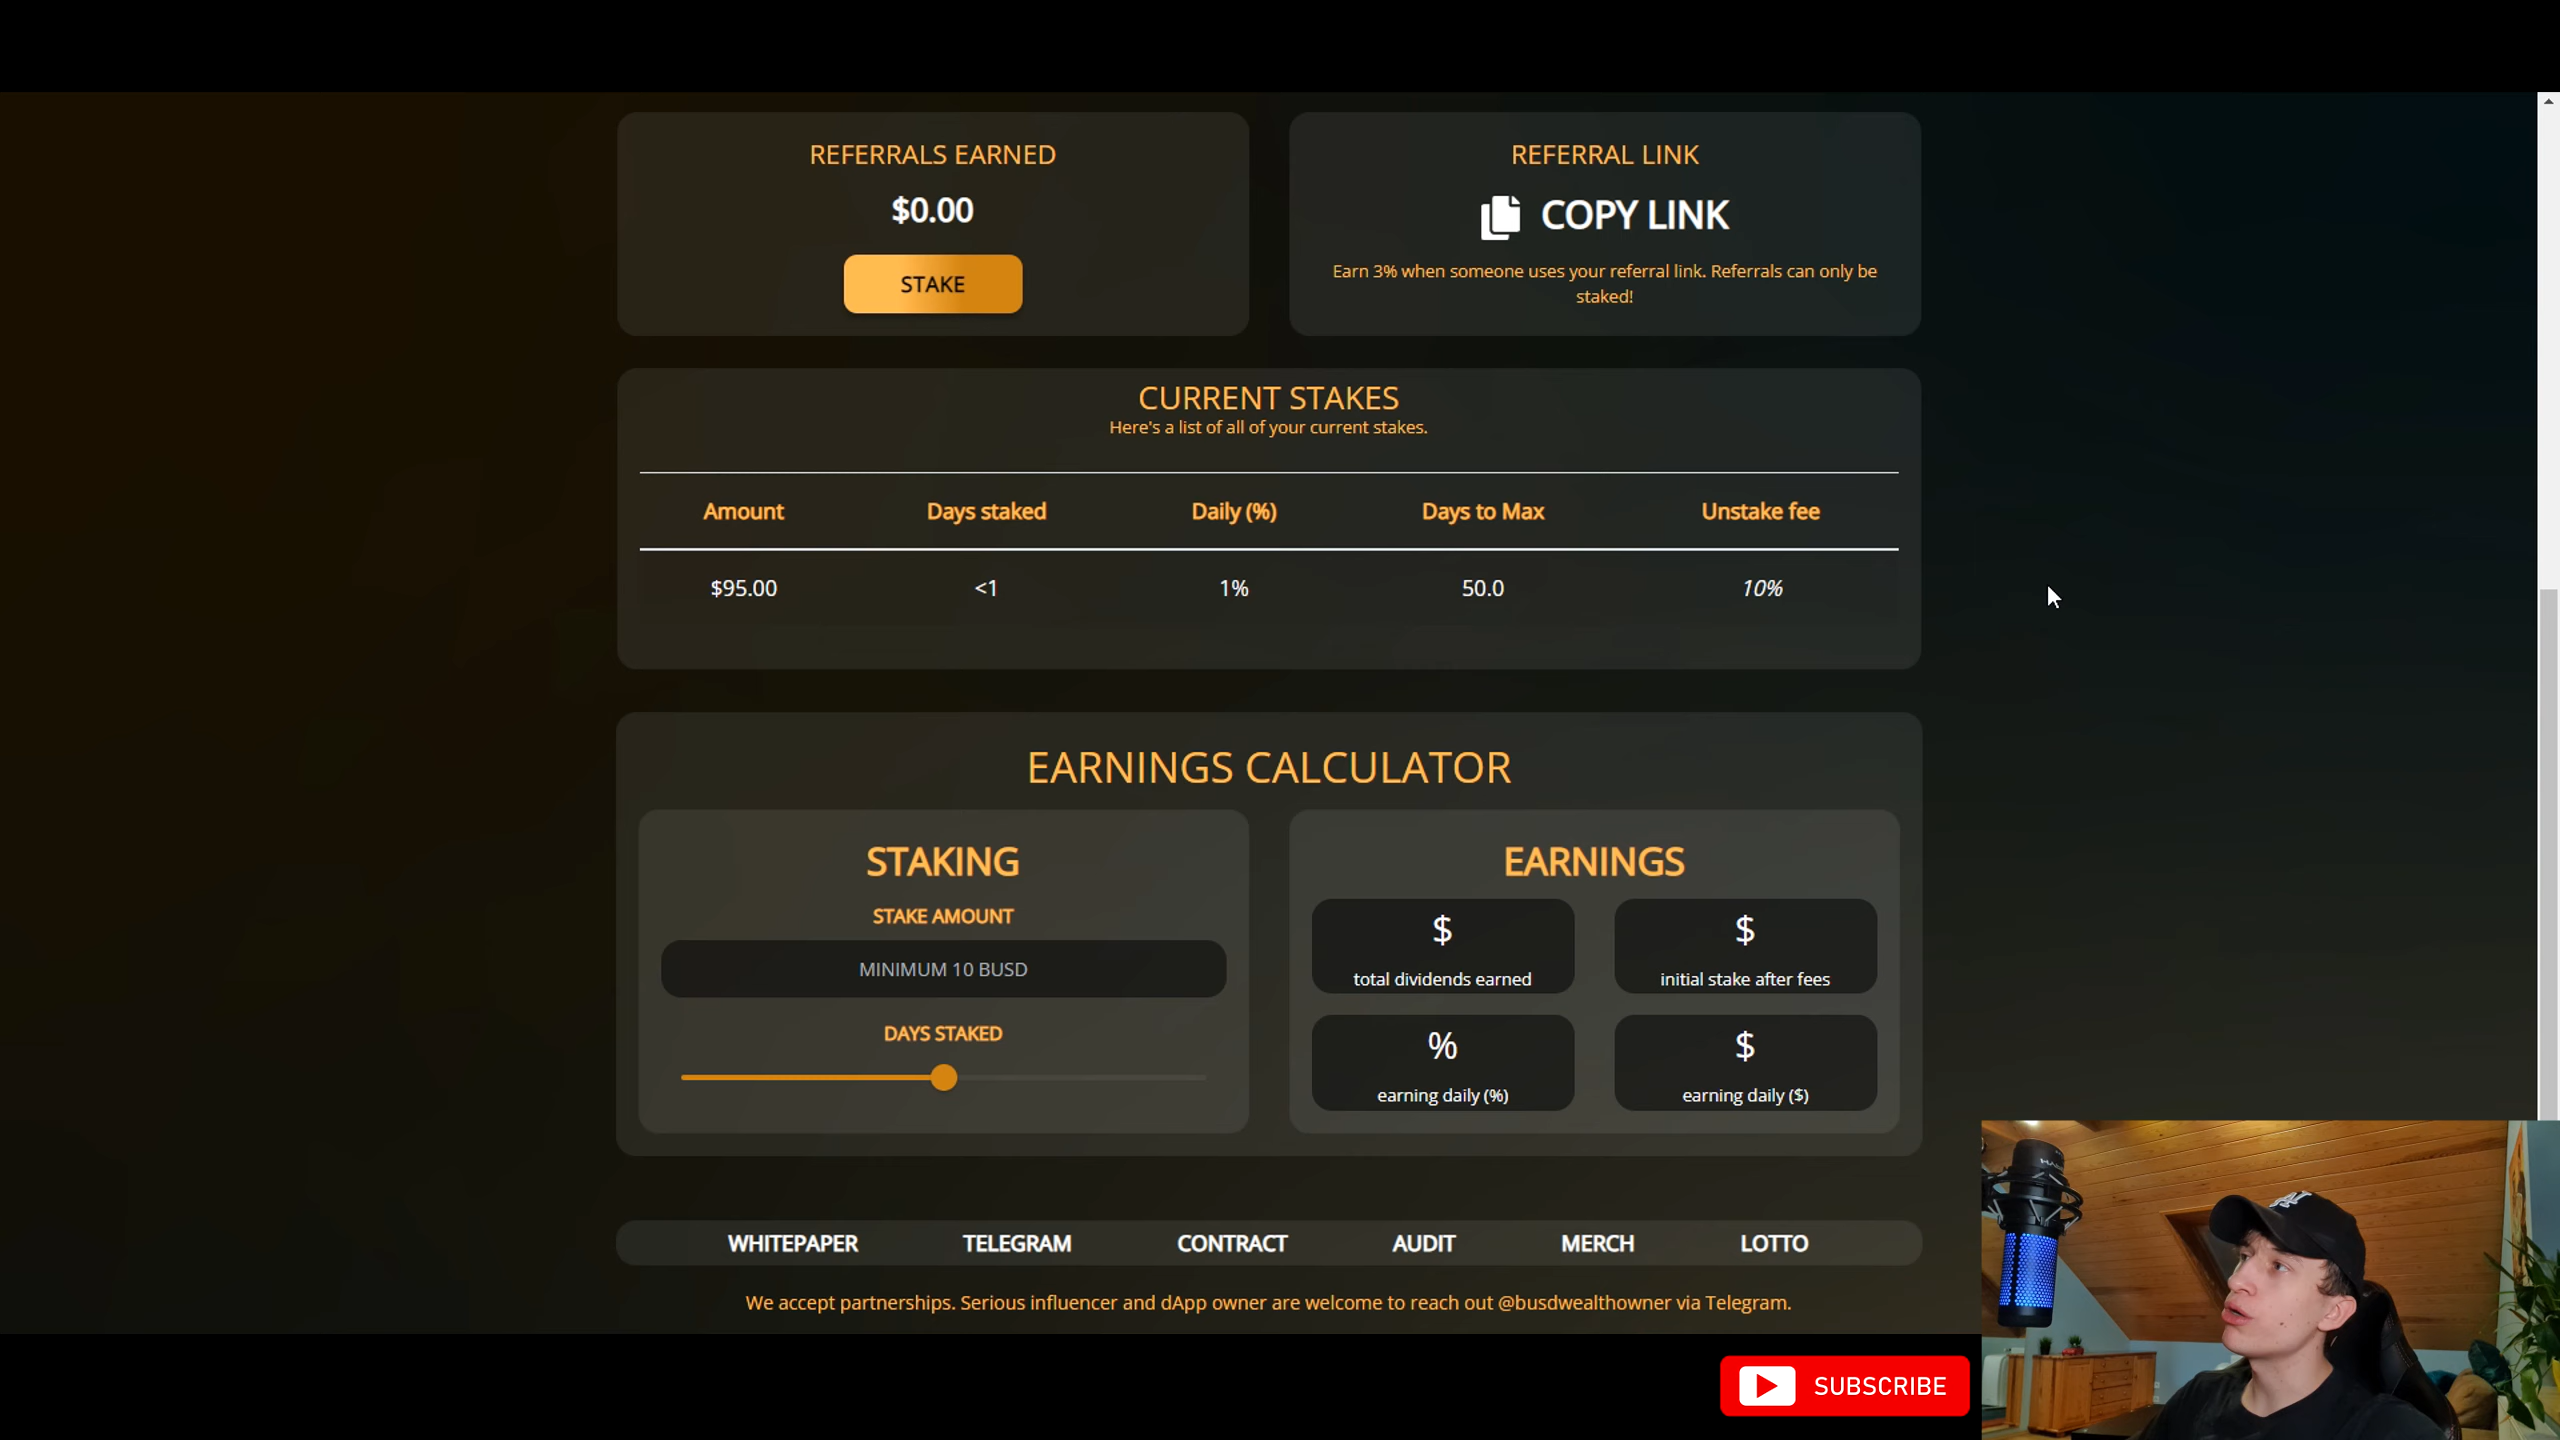 REFERRALS EARNED
$0.00
STAKE
REFERRAL LINK
COPY LINK
Earn 3% when someone uses your referral link. Referrals can only be
staked!
CURRENT STAKES
Here's a list of all of your current stakes.
Amount Days staked Daily (%) Days to Max Unstake fee
$95.00 <1 1% 50.0 10%
EARNINGS CALCULATOR
STAKING
STAKE AMOUNT
MINIMUM 10 BUSD
DAYS STAKED
EARNINGS
$ $
total dividends earned initial stake after fees
% $
earning daily (%) earning daily ($)
WHITEPAPER TELEGRAM CONTRACT AUDIT MERCH LOTTO
We accept partnerships. Serious influencer and dApp owner are welcome to reach out @busdwealthowner via Telegram.
SUBSCRIBE